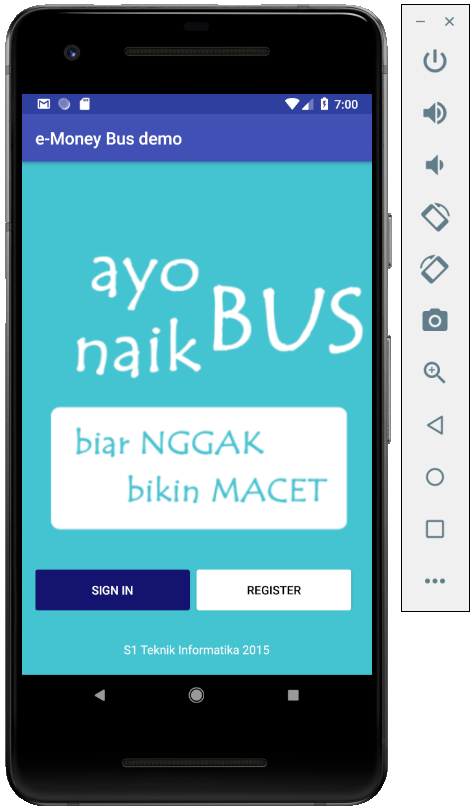 7:00
e-Money Bus demo
ayo
naik BUS
biar NGGAK
bikin MACET
SIGN IN
REGISTER
S1 Teknik Informatika 2015